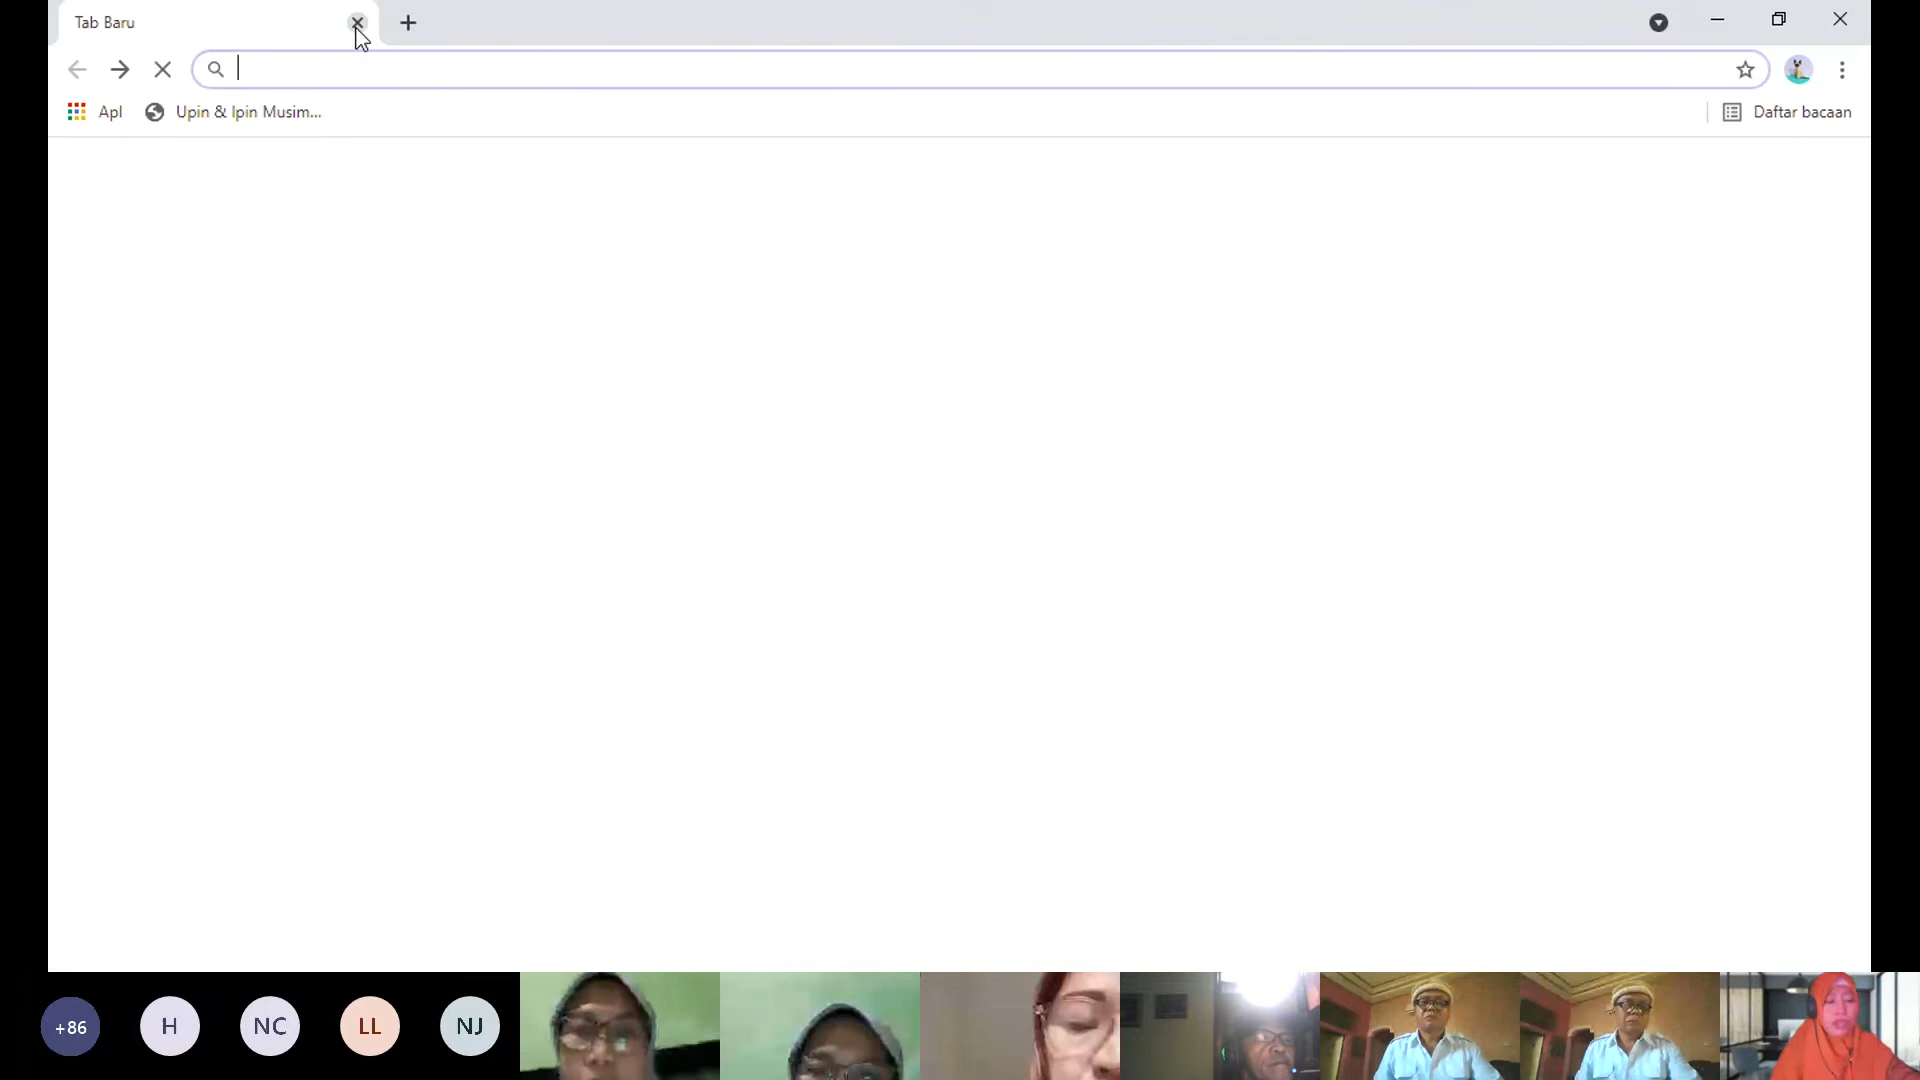 Tab Baru
Apl
Upin & Ipin Musim...
Daftar bacaan
+86
H
NC
LL
NJ